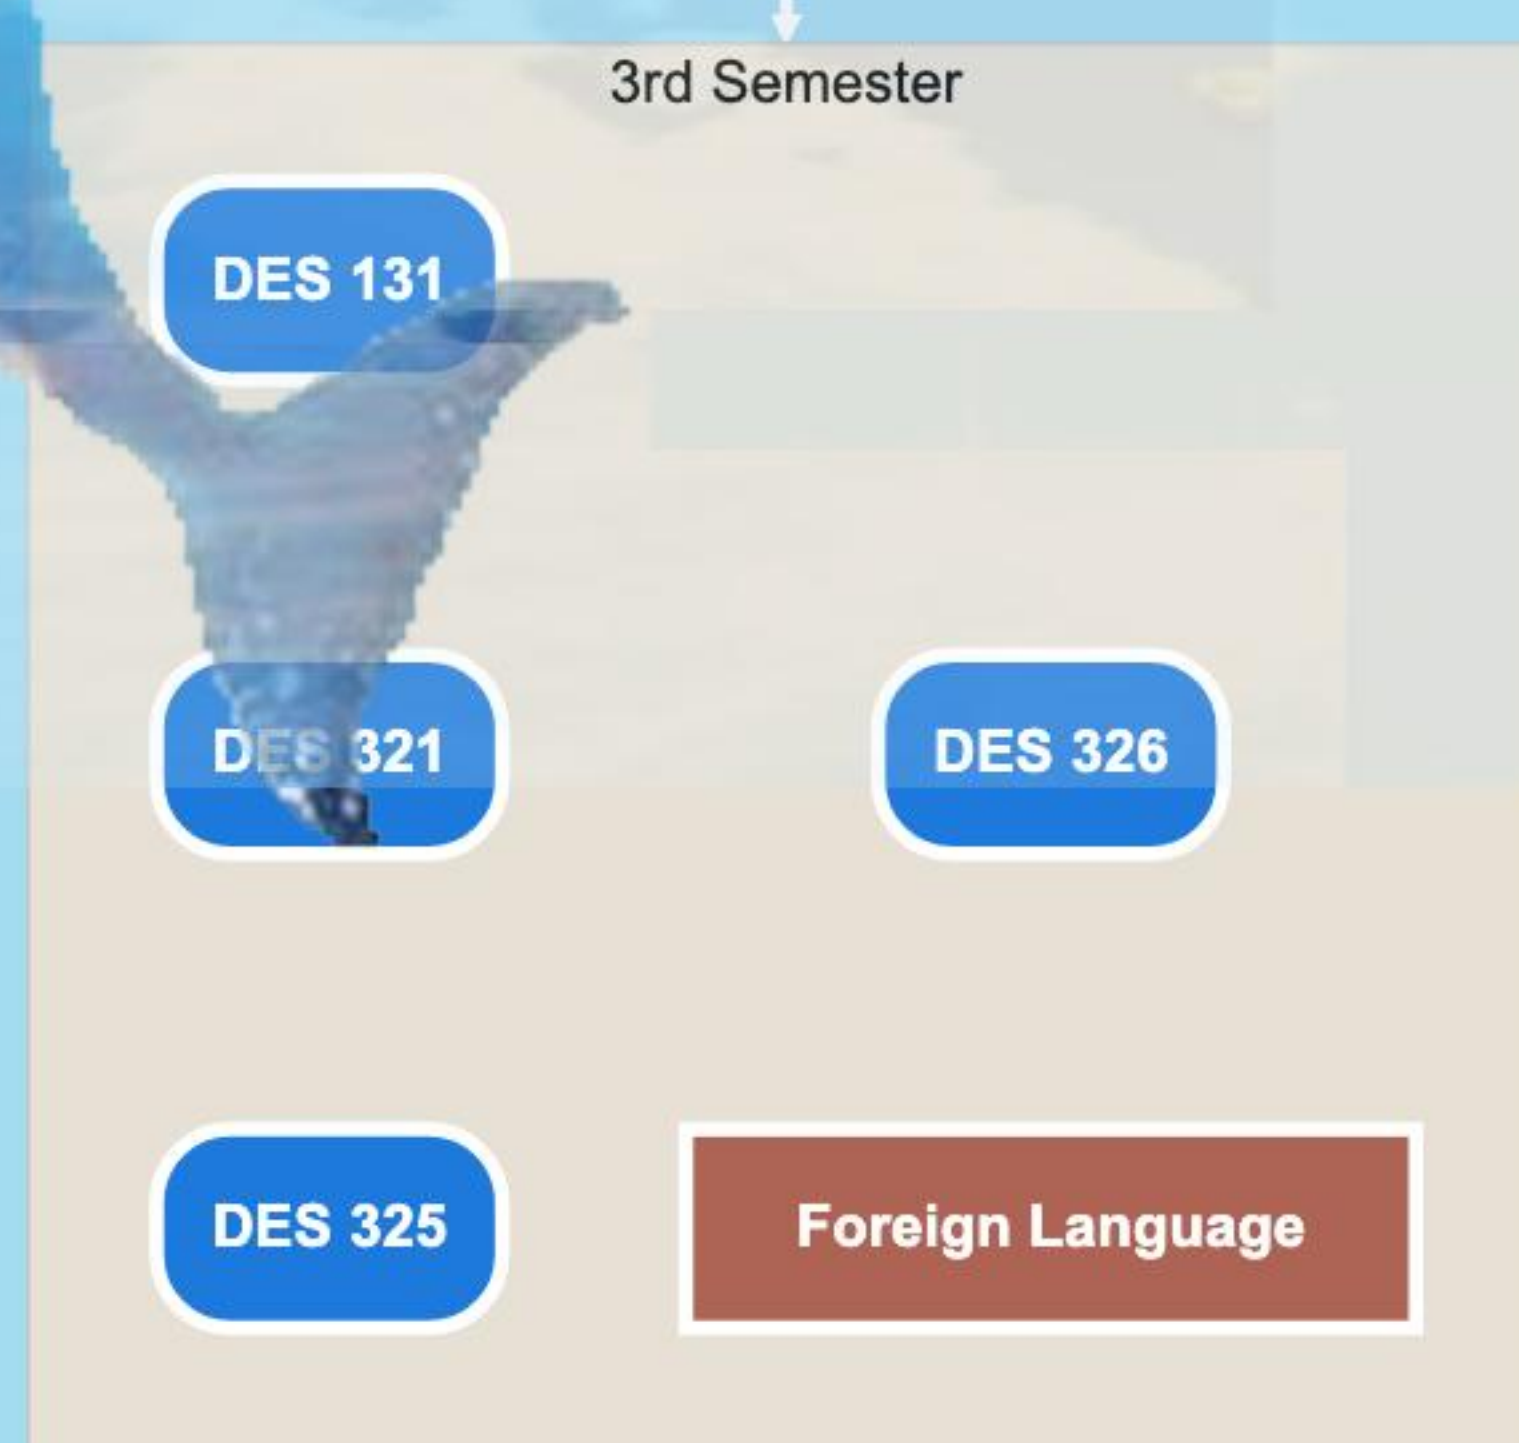 3rd Semester
DES 131
DES 321
DES 326
DES 325
Foreign Language